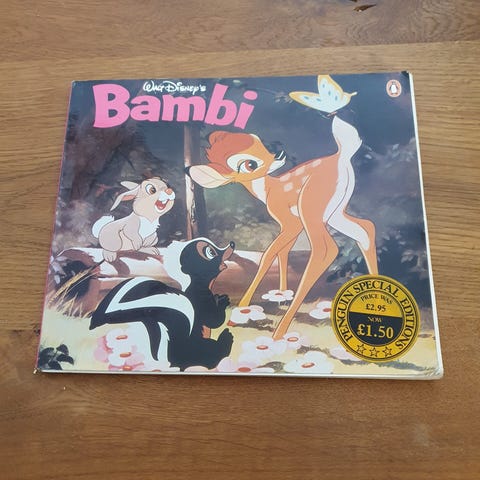 Walt Disney's
Bambi
PENGUIN SPECIAL EDITIONS
PRICE WAS
£2.95
NOW
£1.50